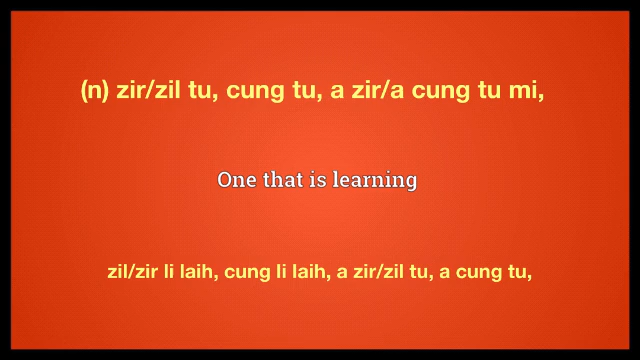 (n) zir/zil tu, cung tu, a zir/a cung tu mi,
One that is learning
zil/zir li laih, cung li laih, a zir/zil tu, a cung tu,